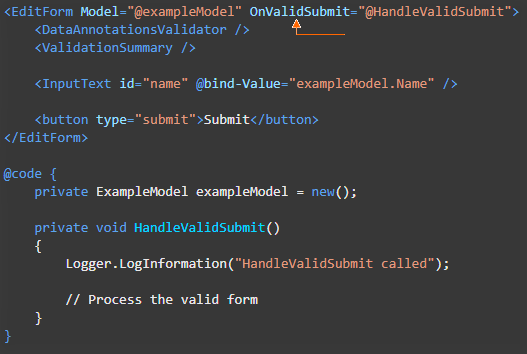 <EditForm Model="@exampleModel" OnValidSubmit="@HandleValidSubmit">
    <DataAnnotationsValidator />
    <ValidationSummary />

    <InputText id="name" @bind-Value="exampleModel.Name" />

    <button type="submit">Submit</button>
</EditForm>

@code {
    private ExampleModel exampleModel = new();

    private void HandleValidSubmit()
    {
        Logger.LogInformation("HandleValidSubmit called");

        // Process the valid form
    }
}